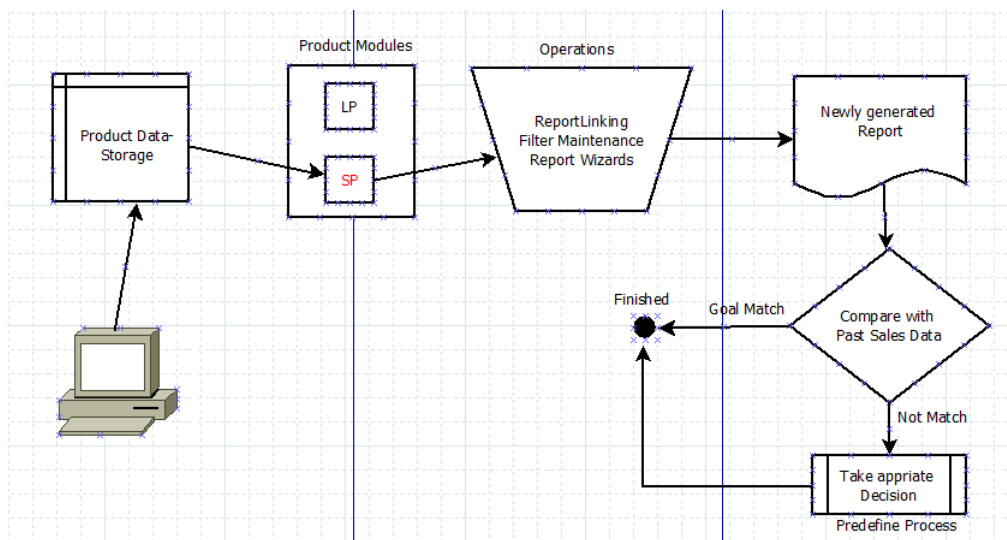 Product Modules
Operations
Product Data-
Storage
LP
SP
ReportLinking
Filter Maintenance
Report Wizards
Newly generated
Report
Finished
Goal Match
Compare with
Past Sales Data
Not Match
Take appriate
Decision
Predefine Process